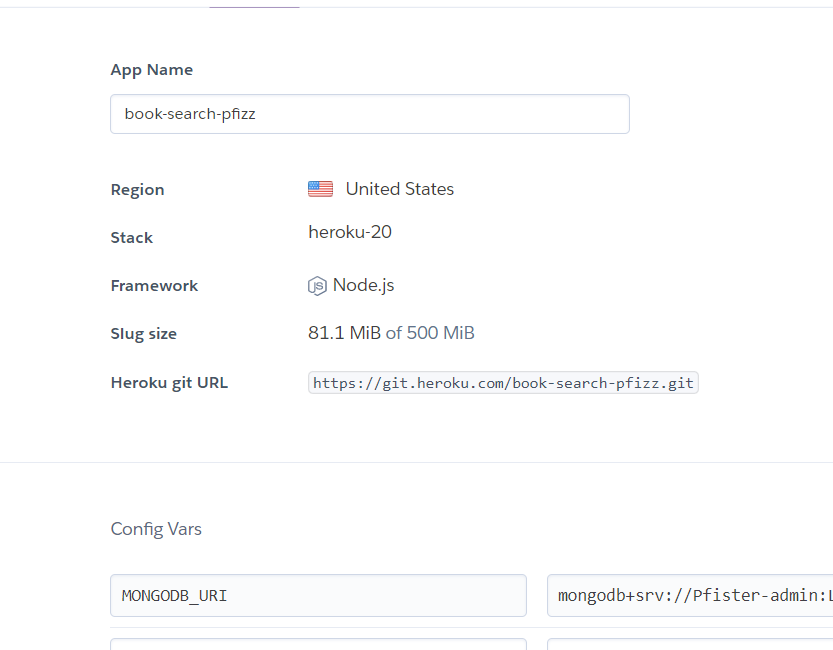 App Name
book-search-pfizz
Region United States
Stack heroku-20
Framework JS Node.js
Slug size 81.1 MiB of 500 MiB
Heroku git URL https://git.heroku.com/book-search-pfizz.git
Config Vars
MONGODB_URI mongodb+srv://Pfister-admin: